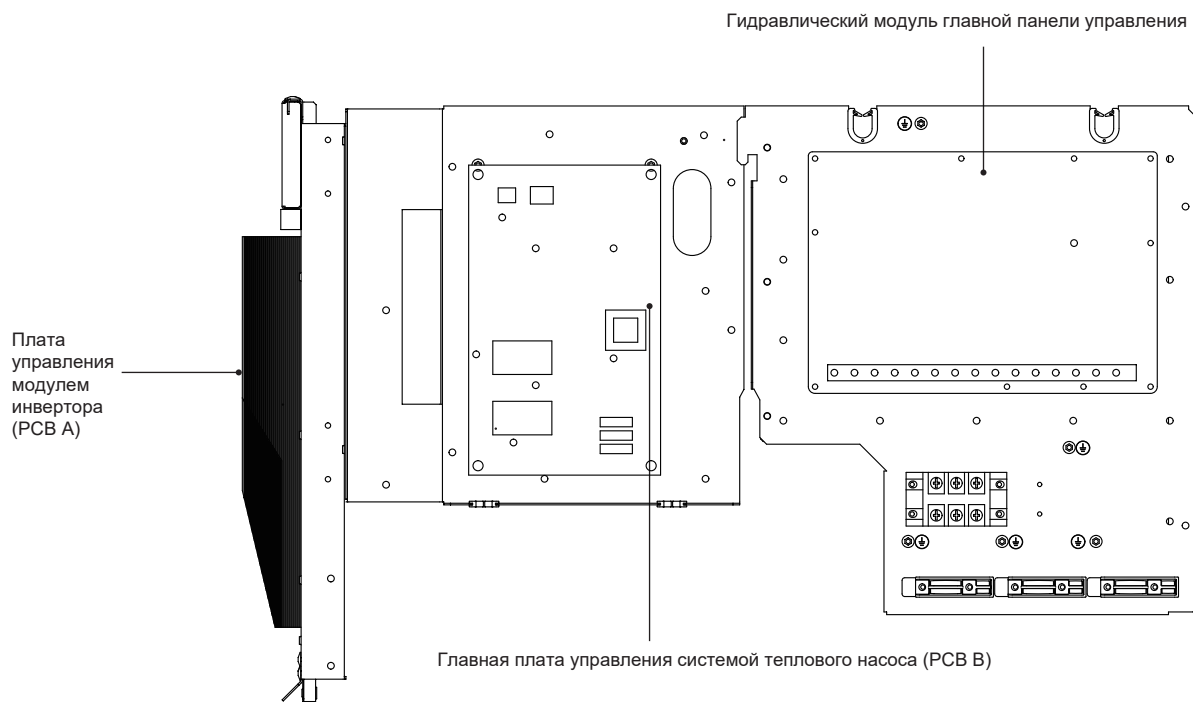 Гидравлический модуль главной панели управления
Плата
управления
модулем
инвертора
(PCB A)
Главная плата управления системой теплового насоса (PCB B)